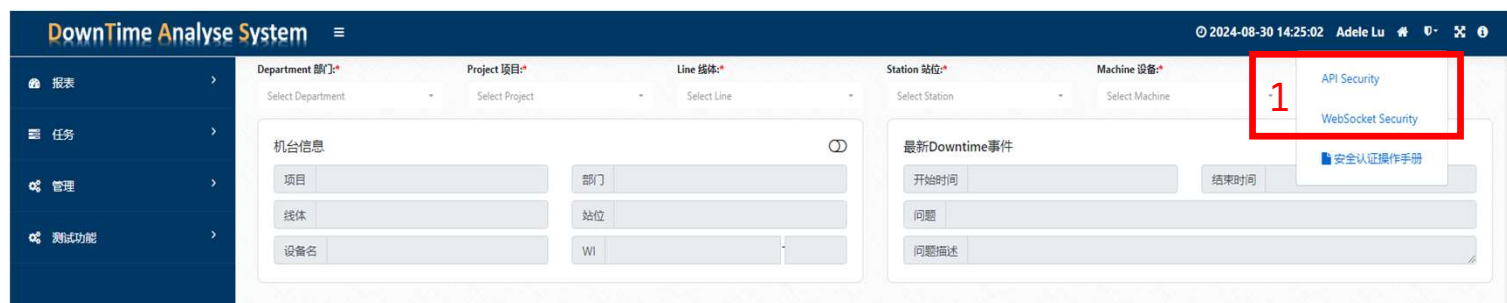 DownTime Analyse System
2024-08-30 14:25:02 Adele Lu
报表
任务
管理
测试功能
Department 部门:* Project 项目:* Line 线体:* Station 站位:* Machine 设备:*
Select Department Select Project Select Line Select Station Select Machine
1
API Security
WebSocket Security
安全认证操作手册
机台信息
项目 部门
线体 站位
设备名 WI -
最新Downtime事件
开始时间 结束时间
问题
问题描述